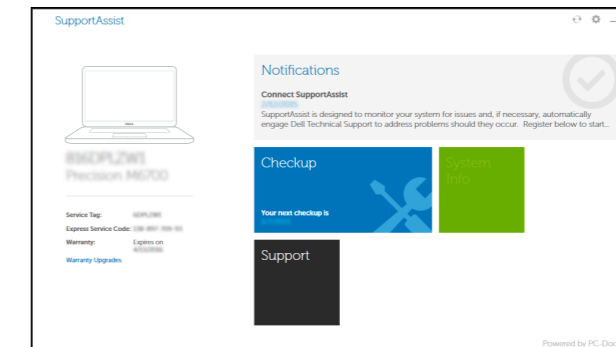 SupportAssist
Notifications
Connect SupportAssist
SupportAssist is designed to monitor your system for issues and, if necessary, automatically
engage Dell Technical Support to address problems should they occur. Register below to start...
Checkup
System
Info
Your next checkup is
Precision M6700
Service Tag:
Express Service Code:
Warranty: Expires on
Warranty Upgrades
Support
Powered by PC-Doc